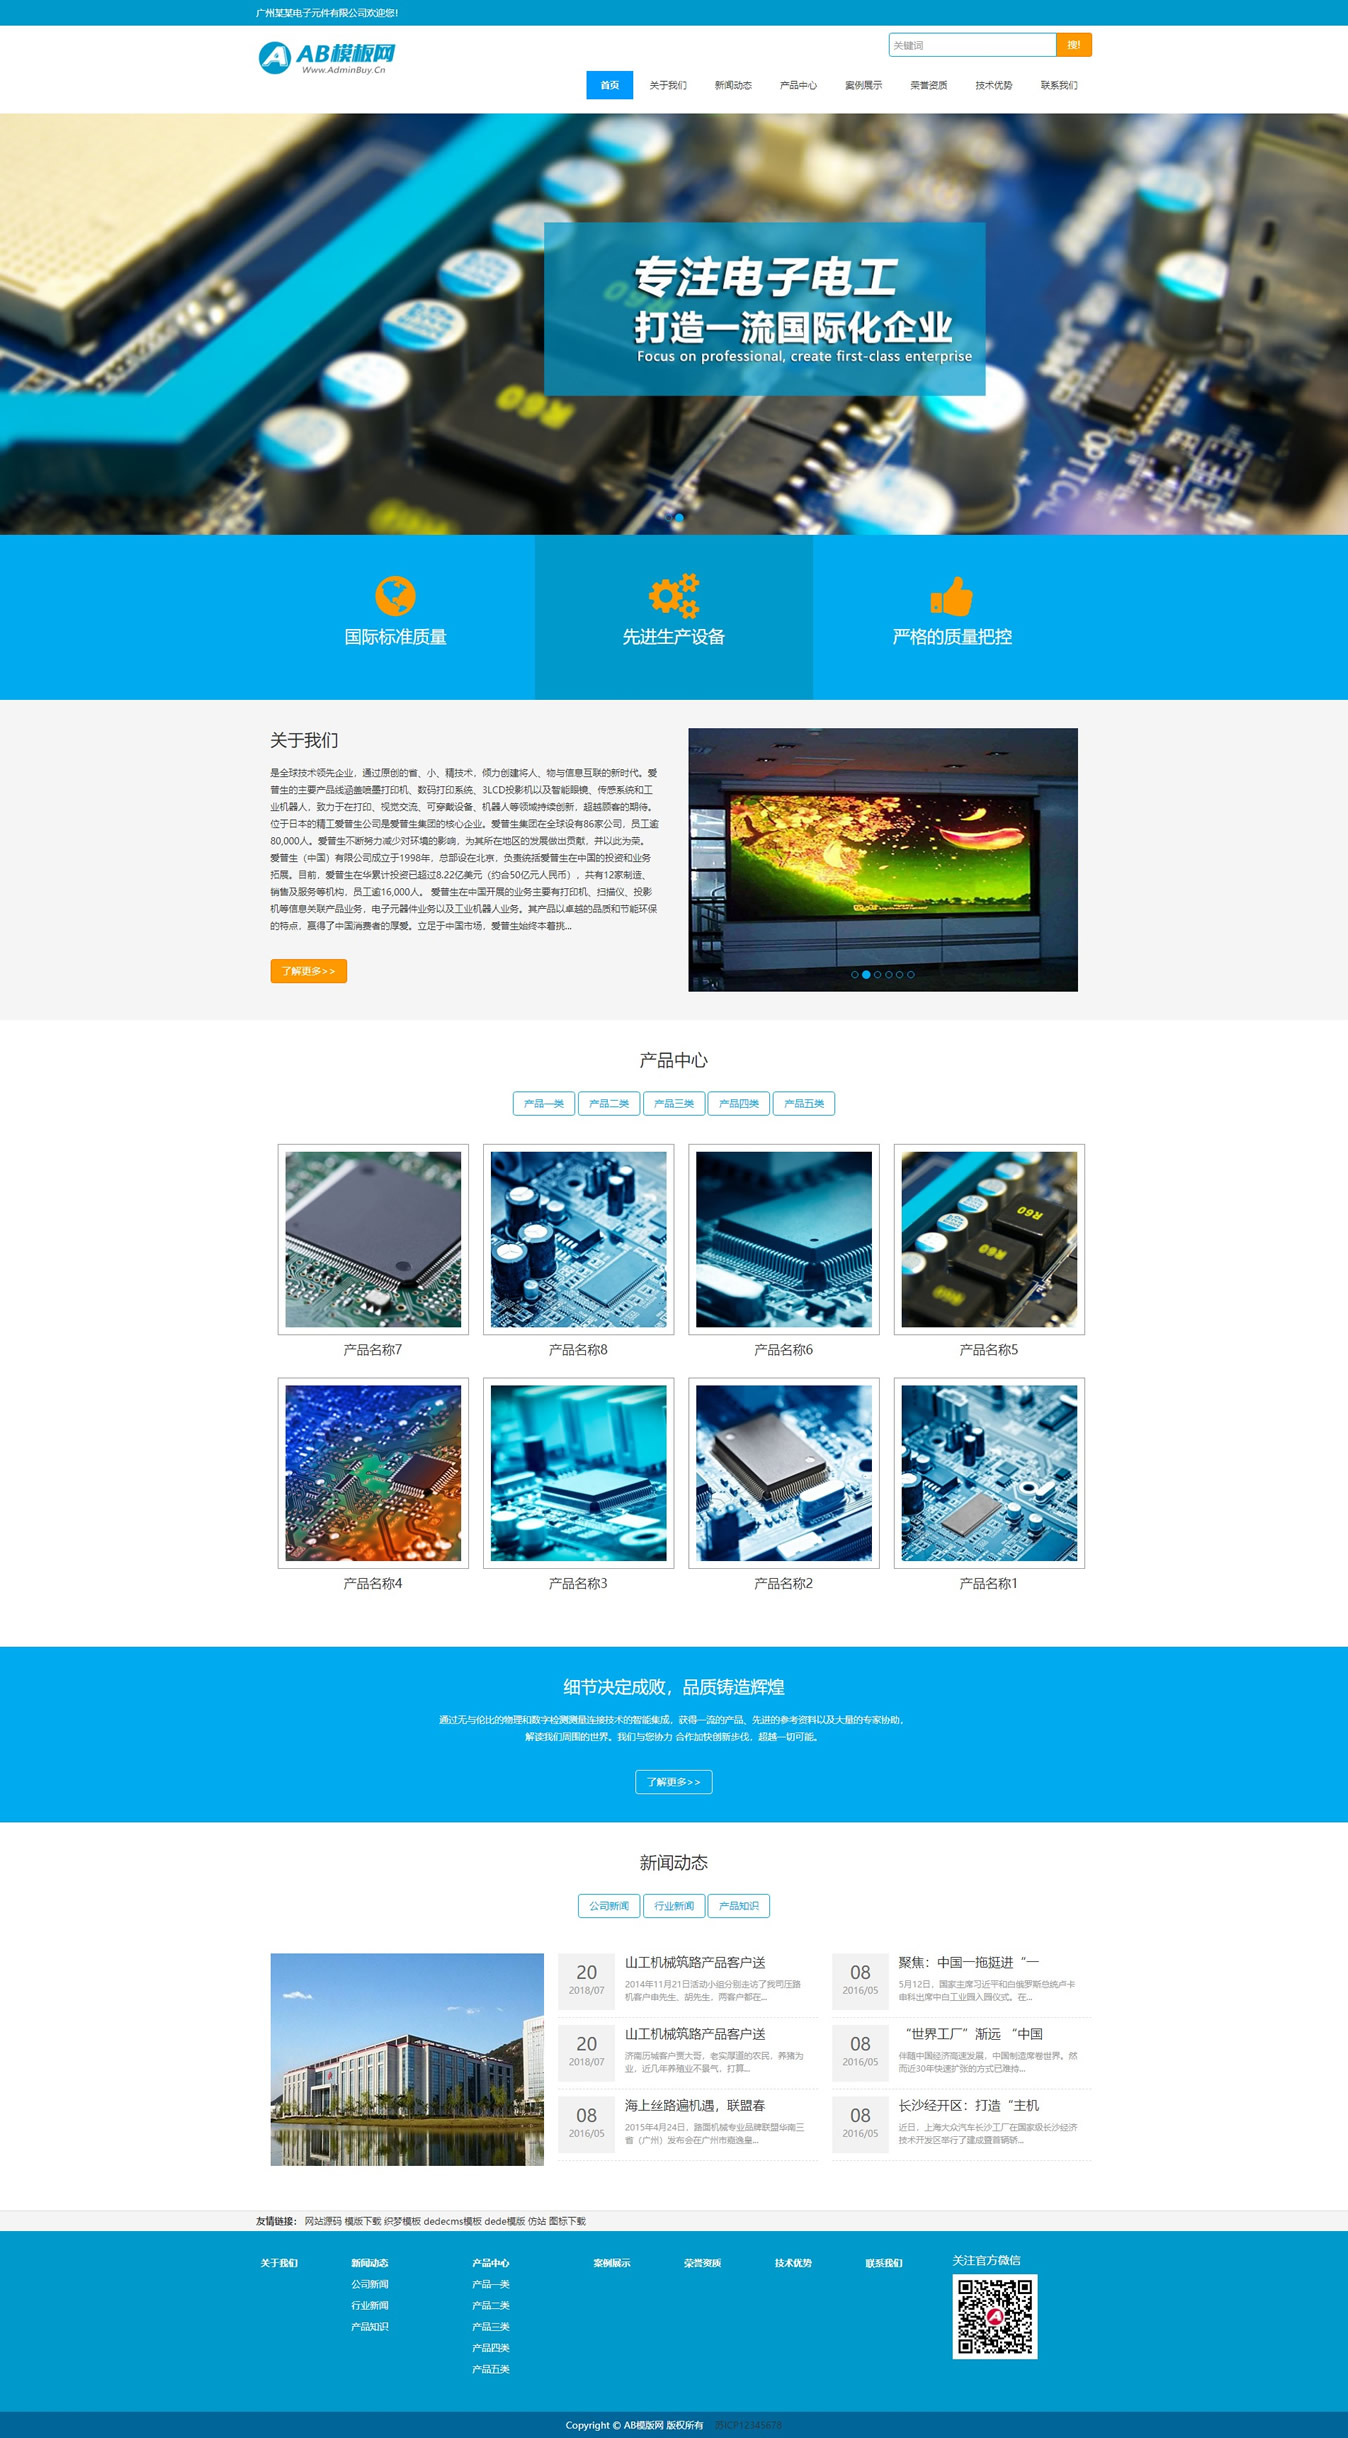 广州某某电子元件有限公司欢迎您!
AB模板网
Www.AdminBuy.Cn
关键词
搜!
首页 关于我们 新闻动态 产品中心 案例展示 荣誉资质 技术优势 联系我们
专注电子电工
打造一流国际化企业
Focus on professional, create first-class enterprise
R60
OPTICAL
国际标准质量
先进生产设备
严格的质量把控
关于我们
是全球技术领先企业，通过原创的省、小、精技术，倾力创建将人、物与信息互联的新时代。爱
普生的主要产品线涵盖喷墨打印机、数码打印系统、3LCD投影机以及智能眼镜、传感系统和工
业机器人，致力于在打印、视觉交流、可穿戴设备、机器人等领域持续创新，超越顾客的期待。
位于日本的精工爱普生公司是爱普生集团的核心企业。爱普生集团在全球设有86家公司，员工逾
80,000人。爱普生不断努力减少对环境的影响，为其所在地区的发展做出贡献，并以此为荣。
爱普生（中国）有限公司成立于1998年，总部设在北京，负责统括爱普生在中国的投资和业务
拓展。目前，爱普生在华累计投资已超过8.22亿美元（约合50亿元人民币），共有12家制造、
销售及服务等机构，员工逾16,000人。 爱普生在中国开展的业务主要有打印机、扫描仪、投影
机等信息关联产品业务，电子元器件业务以及工业机器人业务。其产品以卓越的品质和节能环保
的特点，赢得了中国消费者的厚爱。立足于中国市场，爱普生始终本着挑...
了解更多>>
产品中心
产品一类 产品二类 产品三类 产品四类 产品五类
R60
R60
产品名称7 产品名称8 产品名称6 产品名称5
产品名称4 产品名称3 产品名称2 产品名称1
细节决定成败，品质铸造辉煌
通过无与伦比的物理和数字检测测量连接技术的智能集成，获得一流的产品、先进的参考资料以及大量的专家协助，
解读我们周围的世界。我们与您协力 合作加快创新步伐，超越一切可能。
了解更多>>
新闻动态
公司新闻 行业新闻 产品知识
20
2018/07
山工机械筑路产品客户送
2014年11月21日活动小组分别走访了我司压路
机客户申先生、胡先生，两客户都在...
20
2018/07
山工机械筑路产品客户送
济南历城客户贾大哥，老实厚道的农民，养猪为
业，近几年养殖业不景气，打算...
08
2016/05
海上丝路遍机遇，联盟春
2015年4月24日，路面机械专业品牌联盟华南三
省（广州）发布会在广州市嘉逸皇...
08
2016/05
聚焦：中国一拖挺进“一
5月12日，国家主席习近平和白俄罗斯总统卢卡
申科出席中白工业园入园仪式。在...
08
2016/05
“世界工厂”渐远 “中国
伴随中国经济高速发展，中国制造席卷世界。然
而近30年快速扩张的方式已难持...
08
2016/05
长沙经开区：打造“主机
近日，上海大众汽车长沙工厂在国家级长沙经济
技术开发区举行了建成暨首辆轿...
友情链接： 网站源码 模版下载 织梦模板 dedecms模板 dede模版 仿站 图标下载
关于我们 新闻动态 产品中心 案例展示 荣誉资质 技术优势 联系我们 关注官方微信
公司新闻
行业新闻
产品知识
产品一类
产品二类
产品三类
产品四类
产品五类
Copyright © AB模版网 版权所有 苏ICP12345678